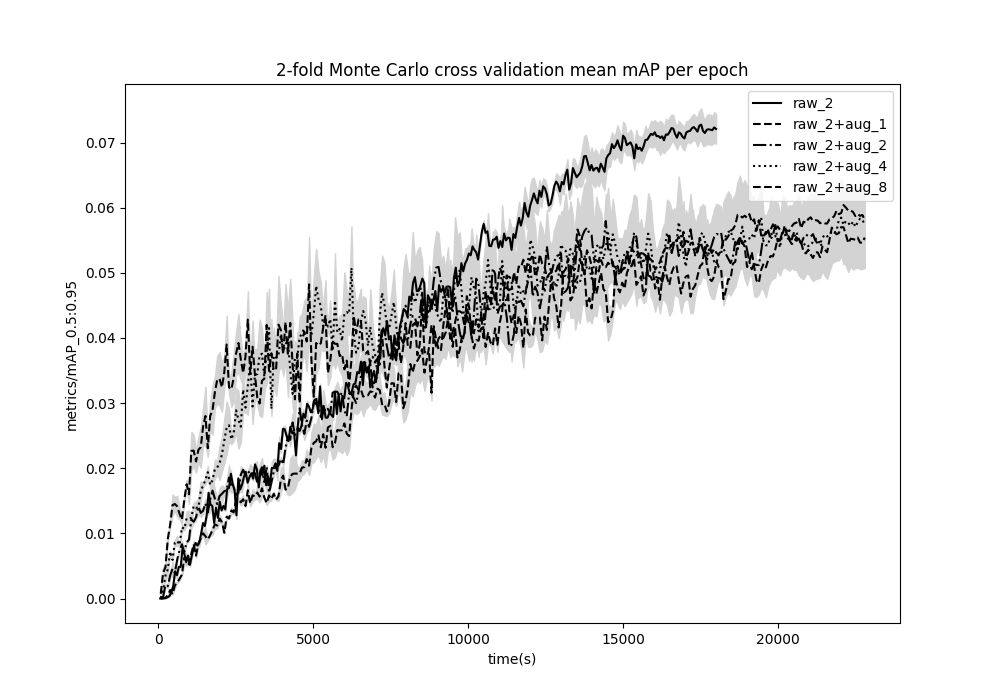 2-fold Monte Carlo cross validation mean mAP per epoch
raw_2
raw_2+aug_1
raw_2+aug_2
raw_2+aug_4
raw_2+aug_8
metrics/mAP_0.5:0.95
0.07
0.06
0.05
0.04
0.03
0.02
0.01
0.00
0
5000
10000
15000
20000
time(s)